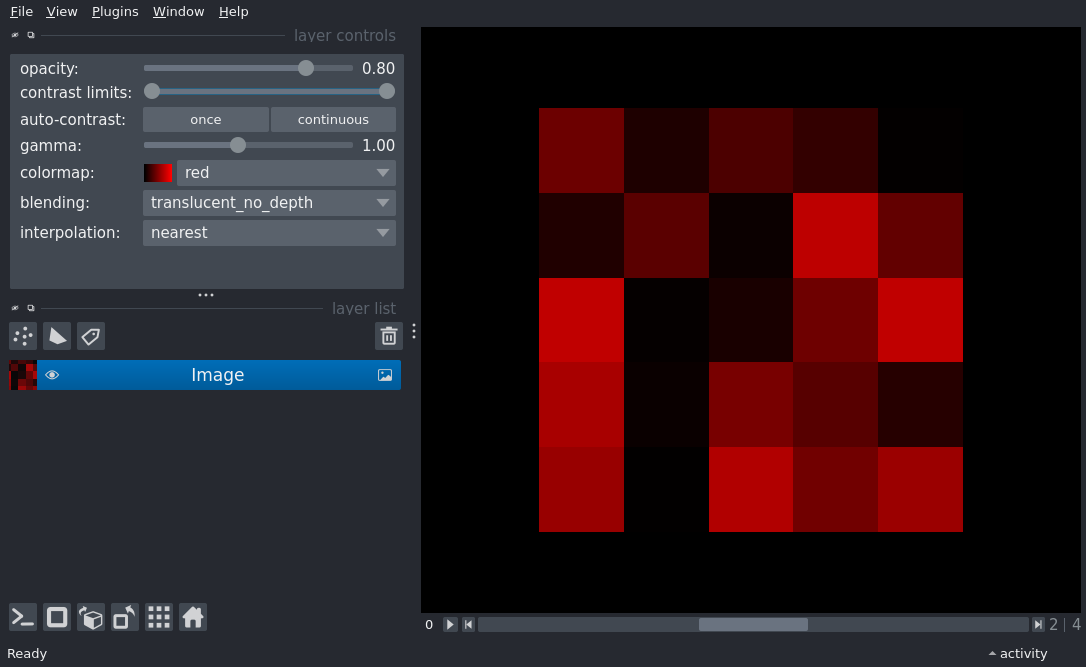 File View Plugins Window Help
layer controls
opacity: 0.80
contrast limits:
auto-contrast: once continuous
gamma: 1.00
colormap: red
blending: translucent_no_depth
interpolation: nearest
layer list
Image
0 2 | 4
Ready activity